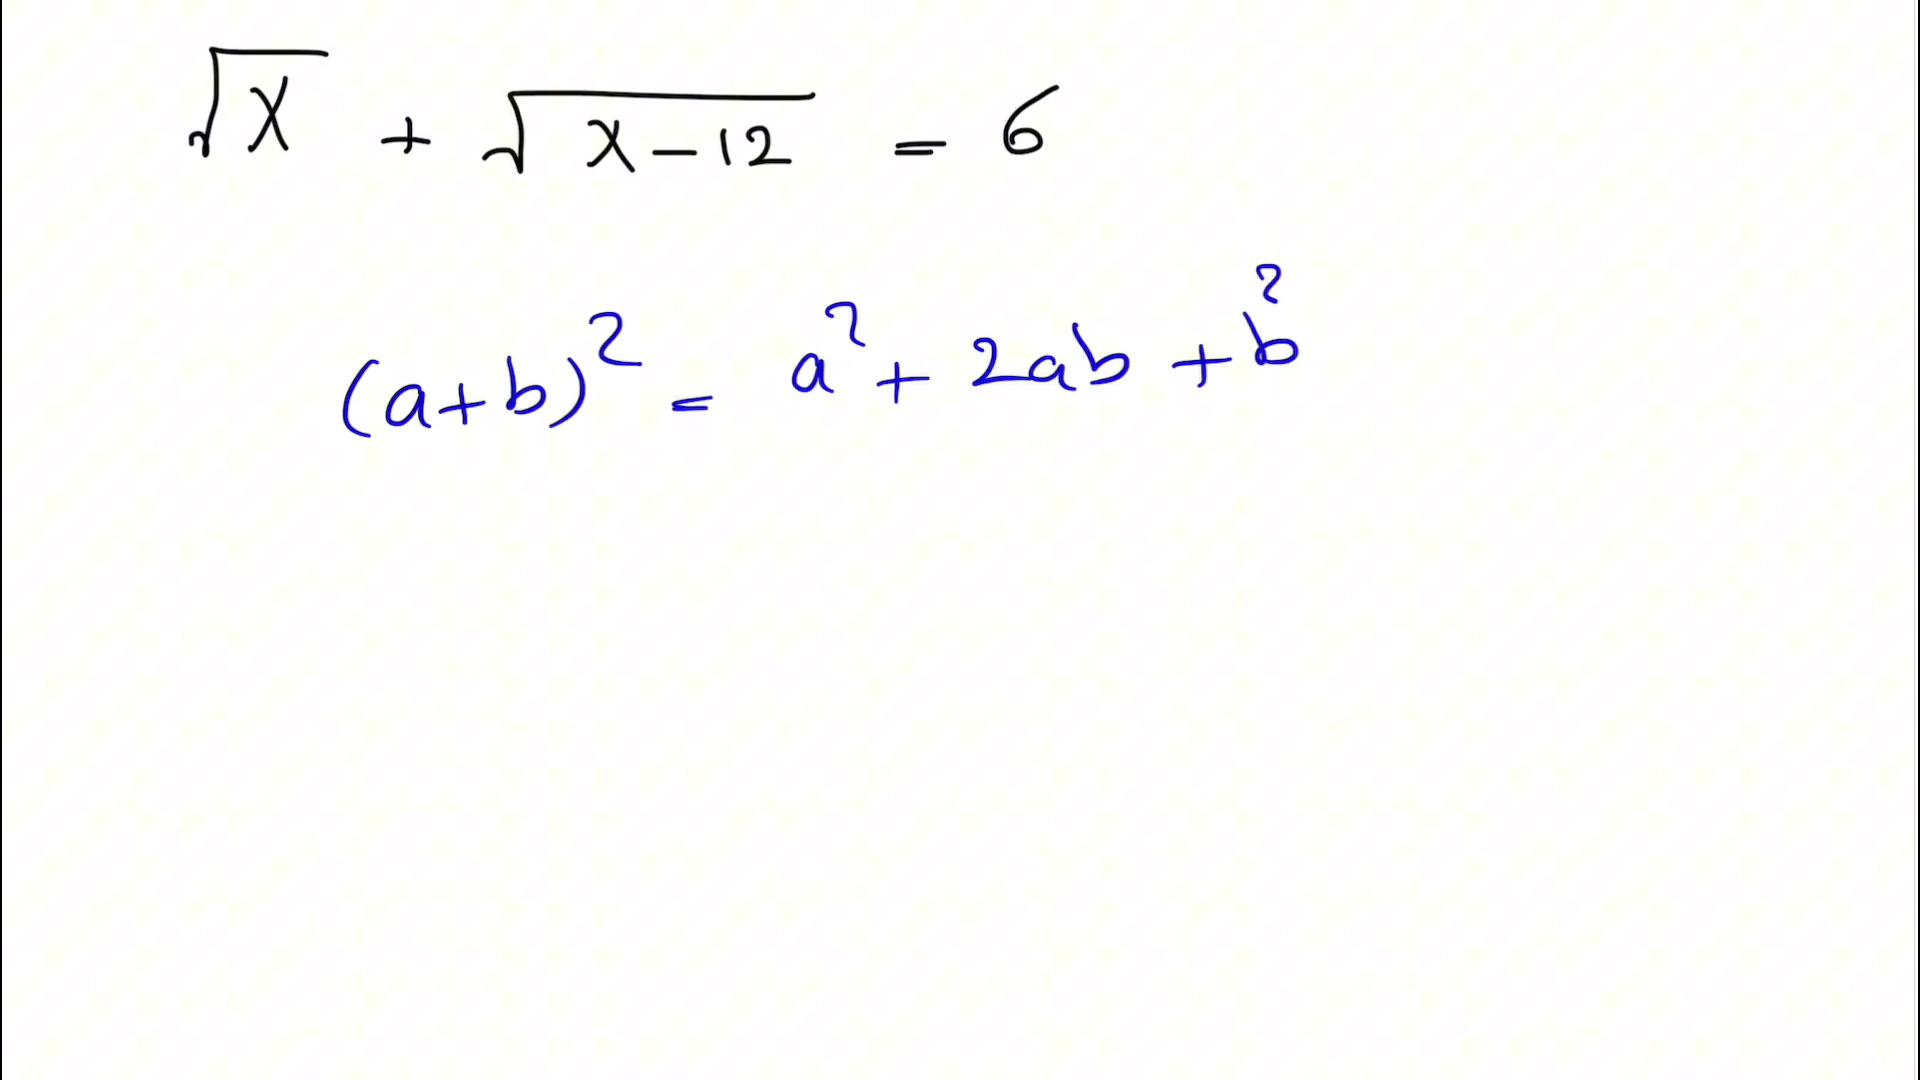 √x + √(x-12) = 6
(a+b)² = a² + 2ab + b²